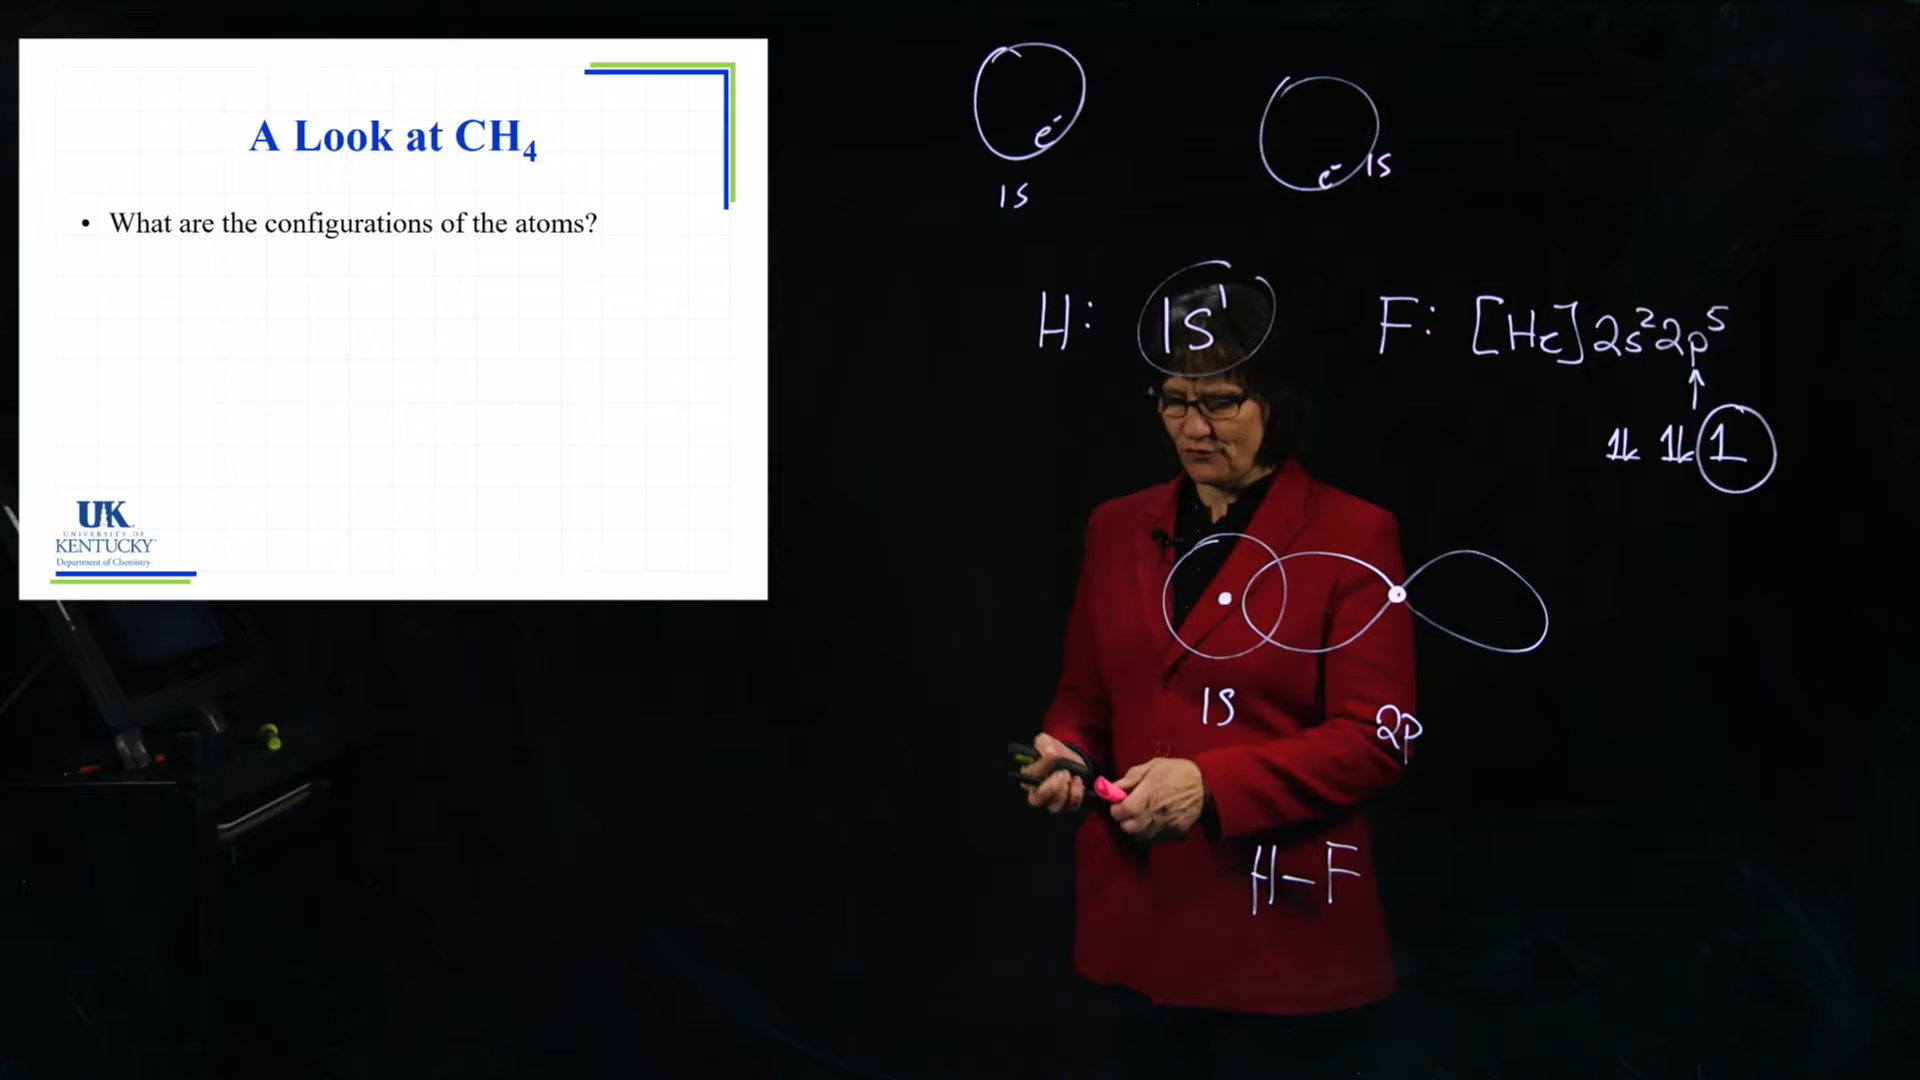 A Look at CH₄
• What are the configurations of the atoms?
UK
UNIVERSITY OF
KENTUCKY
Department of Chemistry
e⁻
1s
e⁻
1s
H: 1s¹
F: [He]2s²2p⁵
↑
1s
2p
H–F